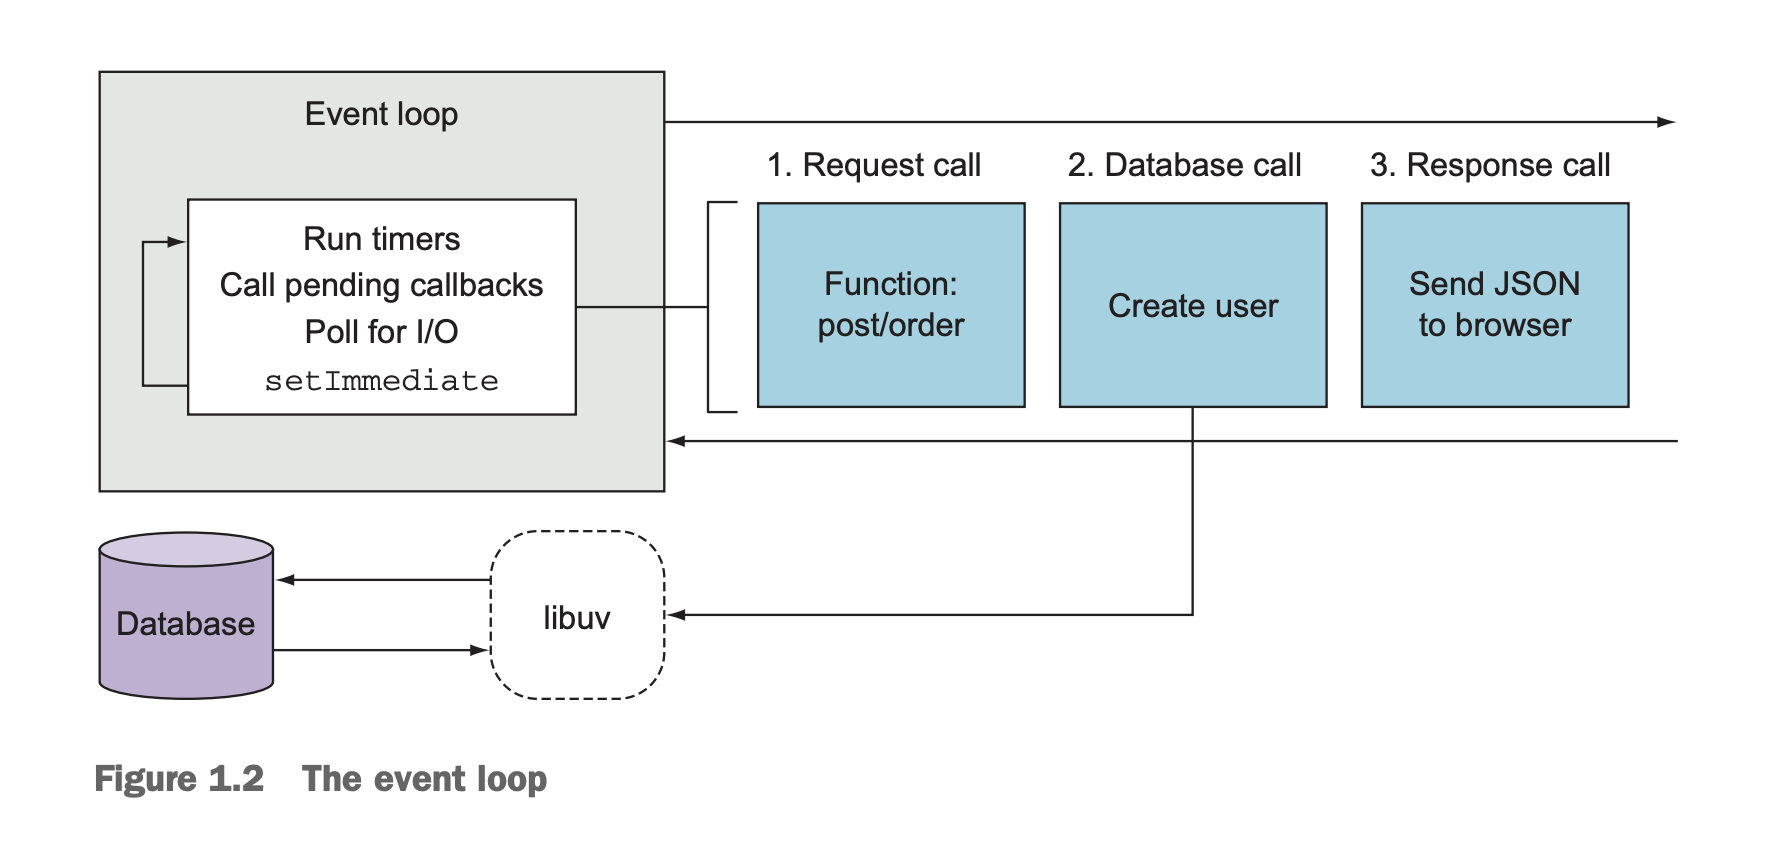 Event loop
Run timers
Call pending callbacks
Poll for I/O
setImmediate
1. Request call
Function:
post/order
2. Database call
Create user
3. Response call
Send JSON
to browser
Database
libuv
Figure 1.2 The event loop